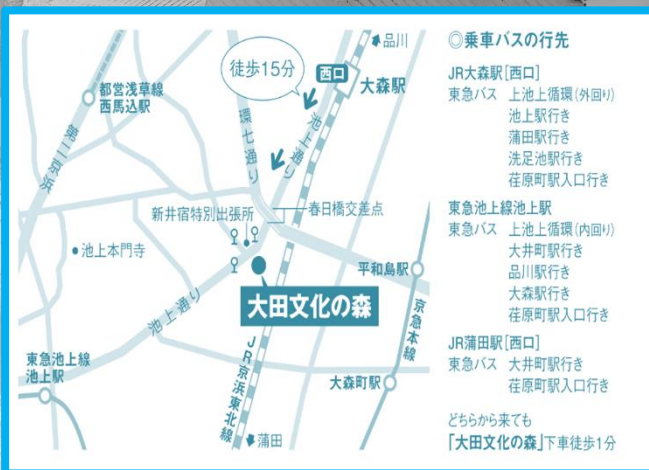 品川
徒歩15分
西口
大森駅
都営浅草線
西馬込駅
第二京浜
環七通り
池上通り
新井宿特別出張所
春日橋交差点
池上本門寺
平和島駅
大田文化の森
池上通り
京急本線
東急池上線
池上駅
JR京浜東北線
大森町駅
蒲田
◎乗車バスの行先
JR大森駅[西口]
東急バス 上池上循環(外回り)
池上駅行き
蒲田駅行き
洗足池駅行き
荏原町駅入口行き
東急池上線池上駅
東急バス 上池上循環(内回り)
大井町駅行き
品川駅行き
大森駅行き
荏原町駅入口行き
JR蒲田駅[西口]
東急バス 大井町駅行き
荏原町駅入口行き
どちらから来ても
「大田文化の森」下車徒歩1分